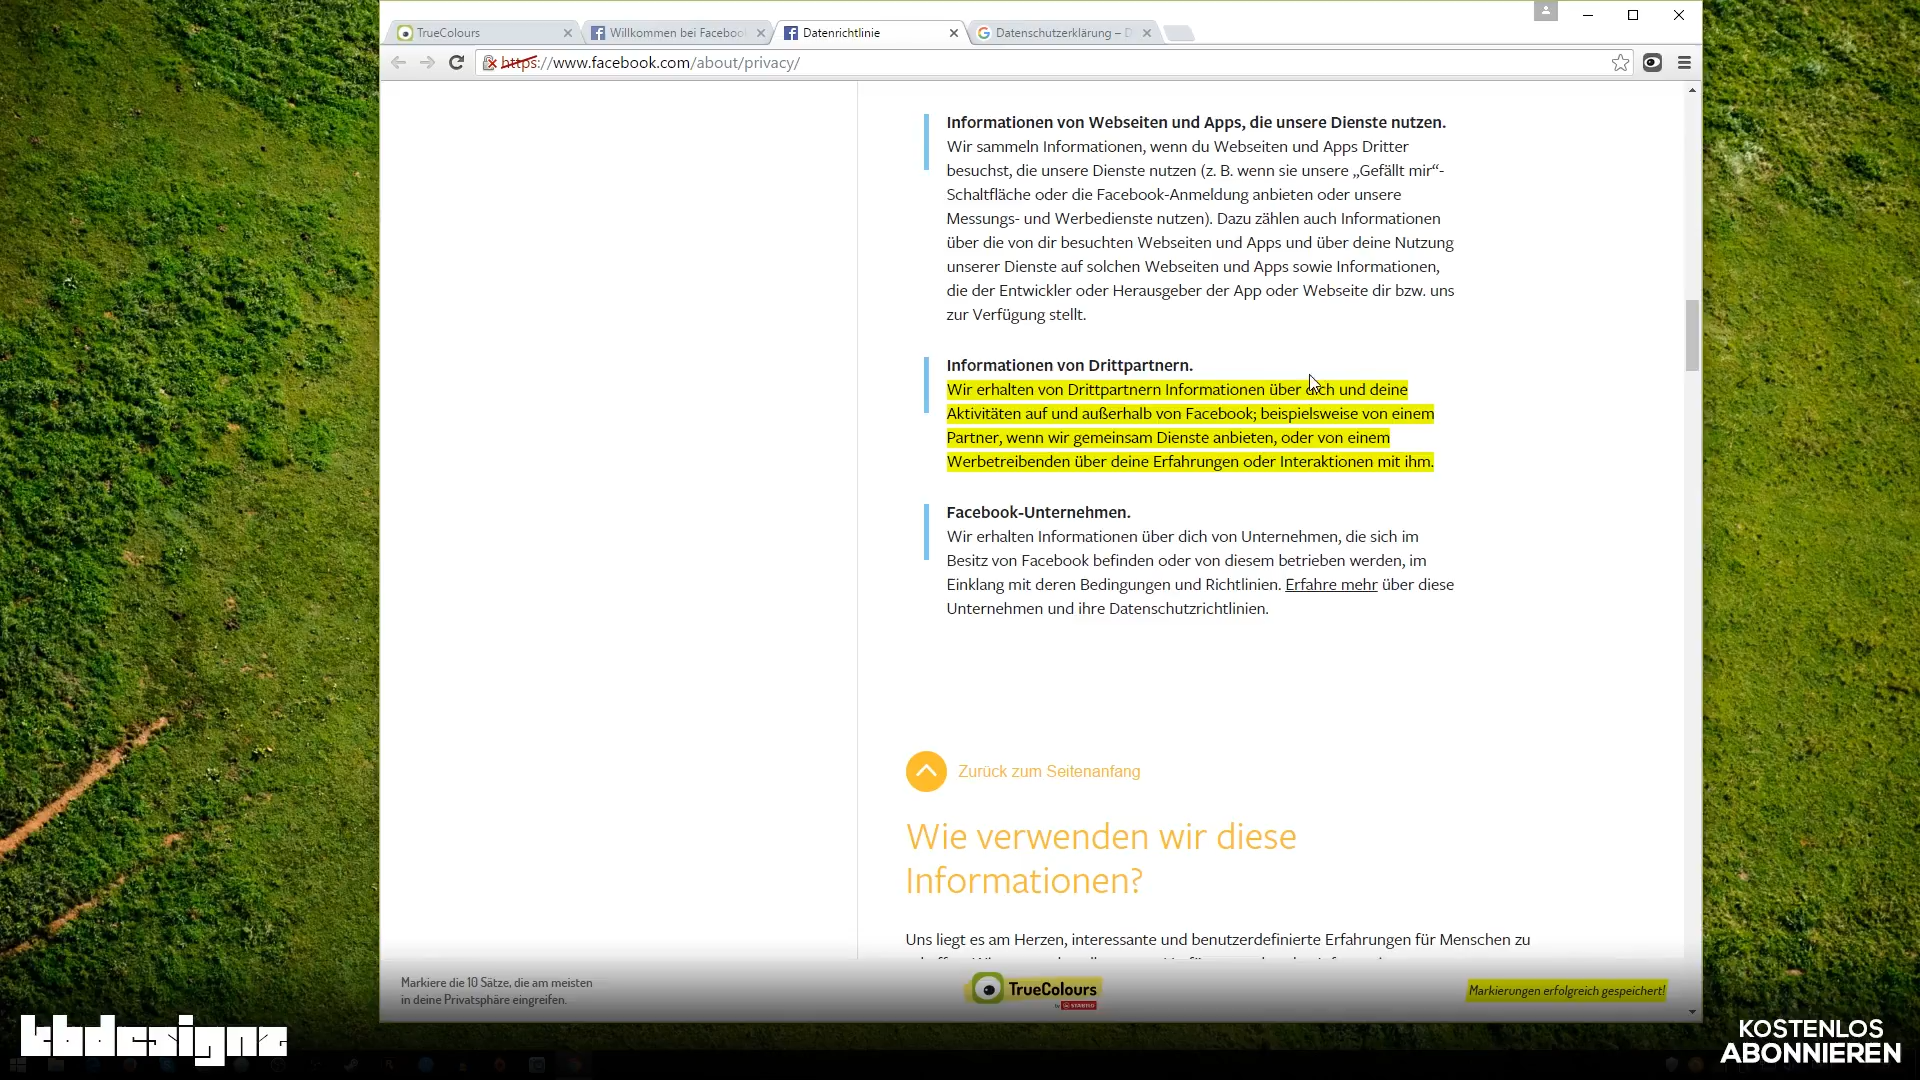 TrueColours
Willkommen bei Facebook
Datenrichtlinie
Datenschutzerklärung – D
https://www.facebook.com/about/privacy/
Informationen von Webseiten und Apps, die unsere Dienste nutzen.
Wir sammeln Informationen, wenn du Webseiten und Apps Dritter
besuchst, die unsere Dienste nutzen (z. B. wenn sie unsere „Gefällt mir“-
Schaltfläche oder die Facebook-Anmeldung anbieten oder unsere
Messungs- und Werbedienste nutzen). Dazu zählen auch Informationen
über die von dir besuchten Webseiten und Apps und über deine Nutzung
unserer Dienste auf solchen Webseiten und Apps sowie Informationen,
die der Entwickler oder Herausgeber der App oder Webseite dir bzw. uns
zur Verfügung stellt.
Informationen von Drittpartnern.
Wir erhalten von Drittpartnern Informationen über dich und deine
Aktivitäten auf und außerhalb von Facebook; beispielsweise von einem
Partner, wenn wir gemeinsam Dienste anbieten, oder von einem
Werbetreibenden über deine Erfahrungen oder Interaktionen mit ihm.
Facebook-Unternehmen.
Wir erhalten Informationen über dich von Unternehmen, die sich im
Besitz von Facebook befinden oder von diesem betrieben werden, im
Einklang mit deren Bedingungen und Richtlinien. Erfahre mehr über diese
Unternehmen und ihre Datenschutzrichtlinien.
Zurück zum Seitenanfang
Wie verwenden wir diese
Informationen?
Uns liegt es am Herzen, interessante und benutzerdefinierte Erfahrungen für Menschen zu
Markiere die 10 Sätze, die am meisten
in deine Privatsphäre eingreifen.
TrueColours
Markierungen erfolgreich gespeichert!
kbdesignz
KOSTENLOS
ABONNIEREN